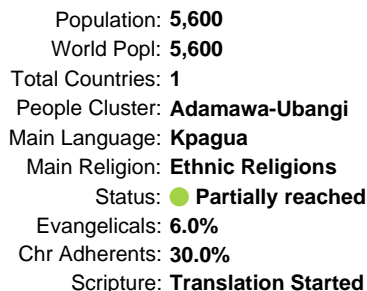 Population: 5,600
World Popl: 5,600
Total Countries: 1
People Cluster: Adamawa-Ubangi
Main Language: Kpagua
Main Religion: Ethnic Religions
Status: Partially reached
Evangelicals: 6.0%
Chr Adherents: 30.0%
Scripture: Translation Started